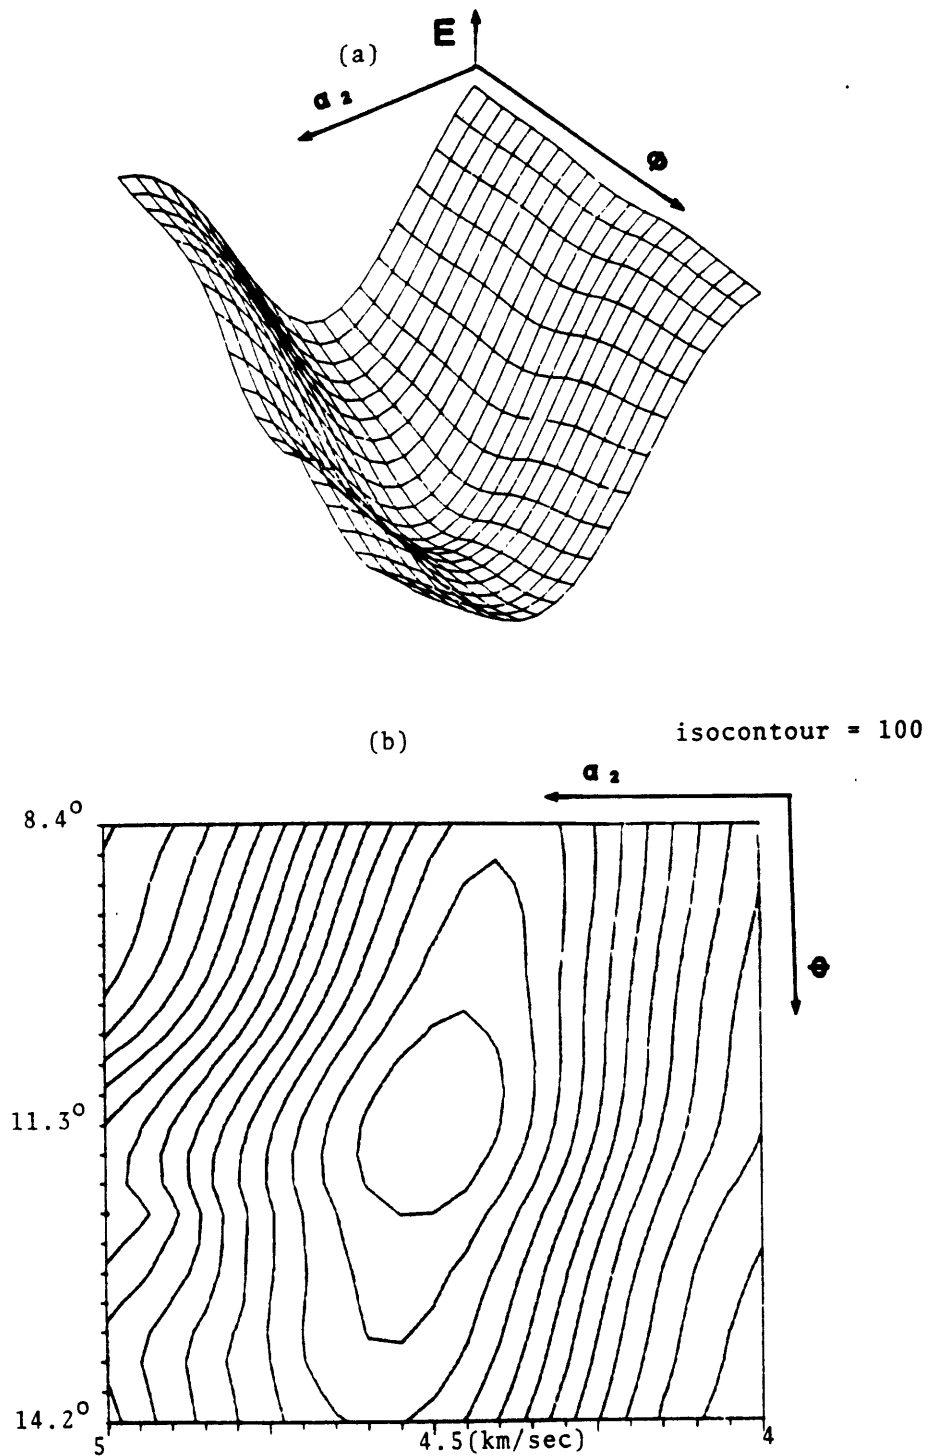 E
(a)
α 2
ø
(b)
isocontour = 100
α 2
8.4°
Φ
11.3°
14.2°
5
4.5(km/sec)
4